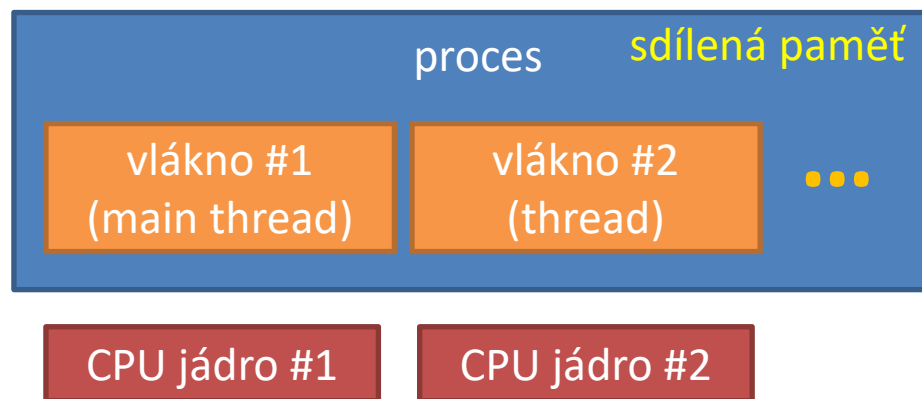 proces
sdílená paměť
vlákno #1
(main thread)
vlákno #2
(thread)
...
CPU jádro #1
CPU jádro #2